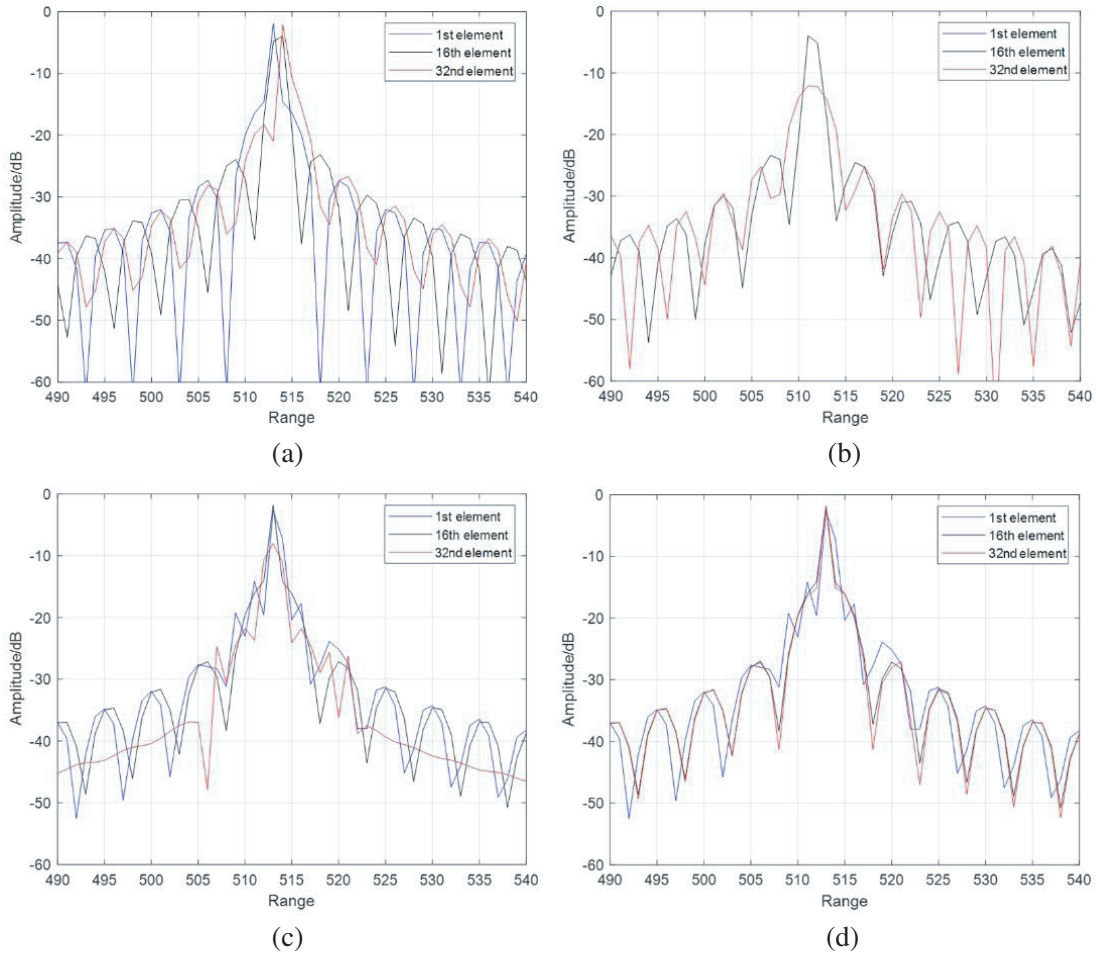 0
-10
-20
-30
-40
-50
-60
Amplitude/dB
1st element
16th element
32nd element
490 495 500 505 510 515 520 525 530 535 540
Range
(a)
0
-10
-20
-30
-40
-50
-60
Amplitude/dB
1st element
16th element
32nd element
490 495 500 505 510 515 520 525 530 535 540
Range
(b)
0
-10
-20
-30
-40
-50
-60
Amplitude/dB
1st element
16th element
32nd element
490 495 500 505 510 515 520 525 530 535 540
Range
(c)
0
-10
-20
-30
-40
-50
-60
Amplitude/dB
1st element
16th element
32nd element
490 495 500 505 510 515 520 525 530 535 540
Range
(d)